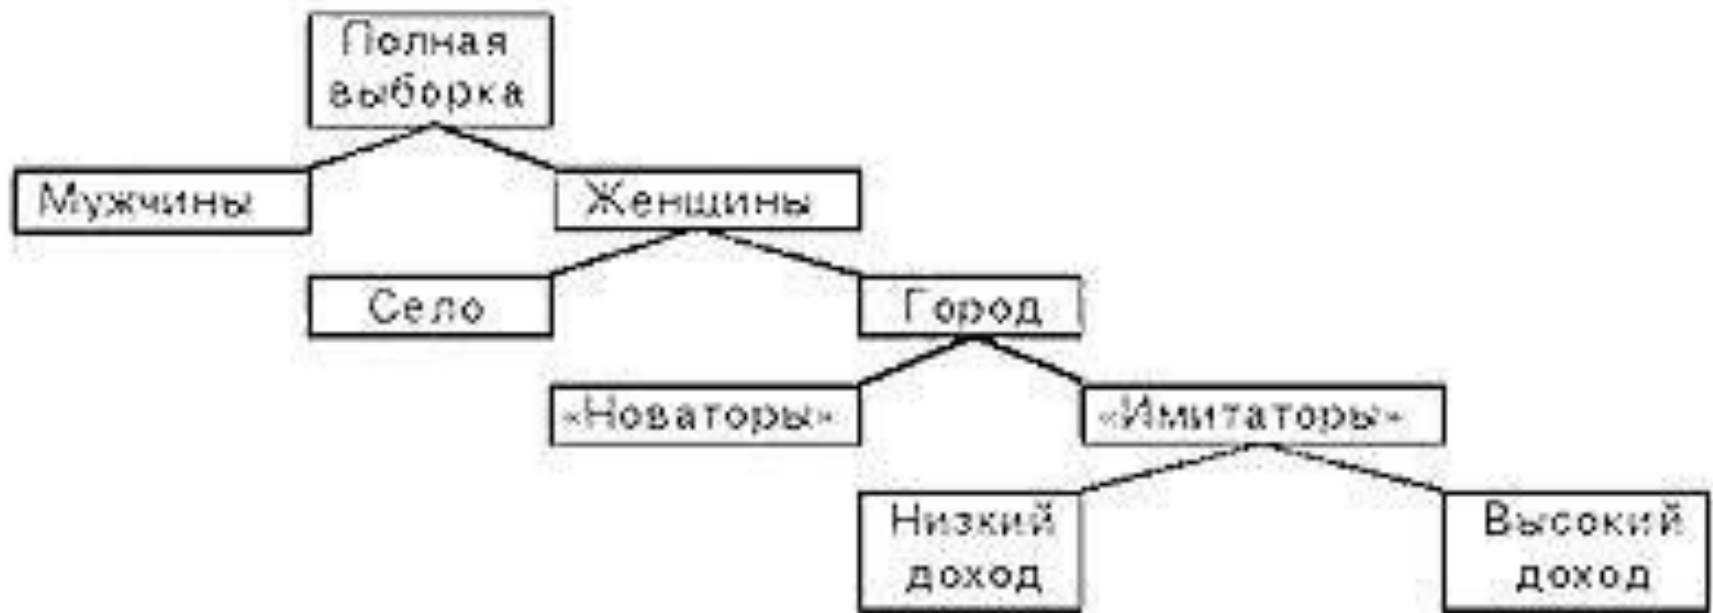 Полная
выборка
Мужчины
Женщины
Село
Город
«Новаторы»
«Имитаторы»
Низкий
доход
Высокий
доход